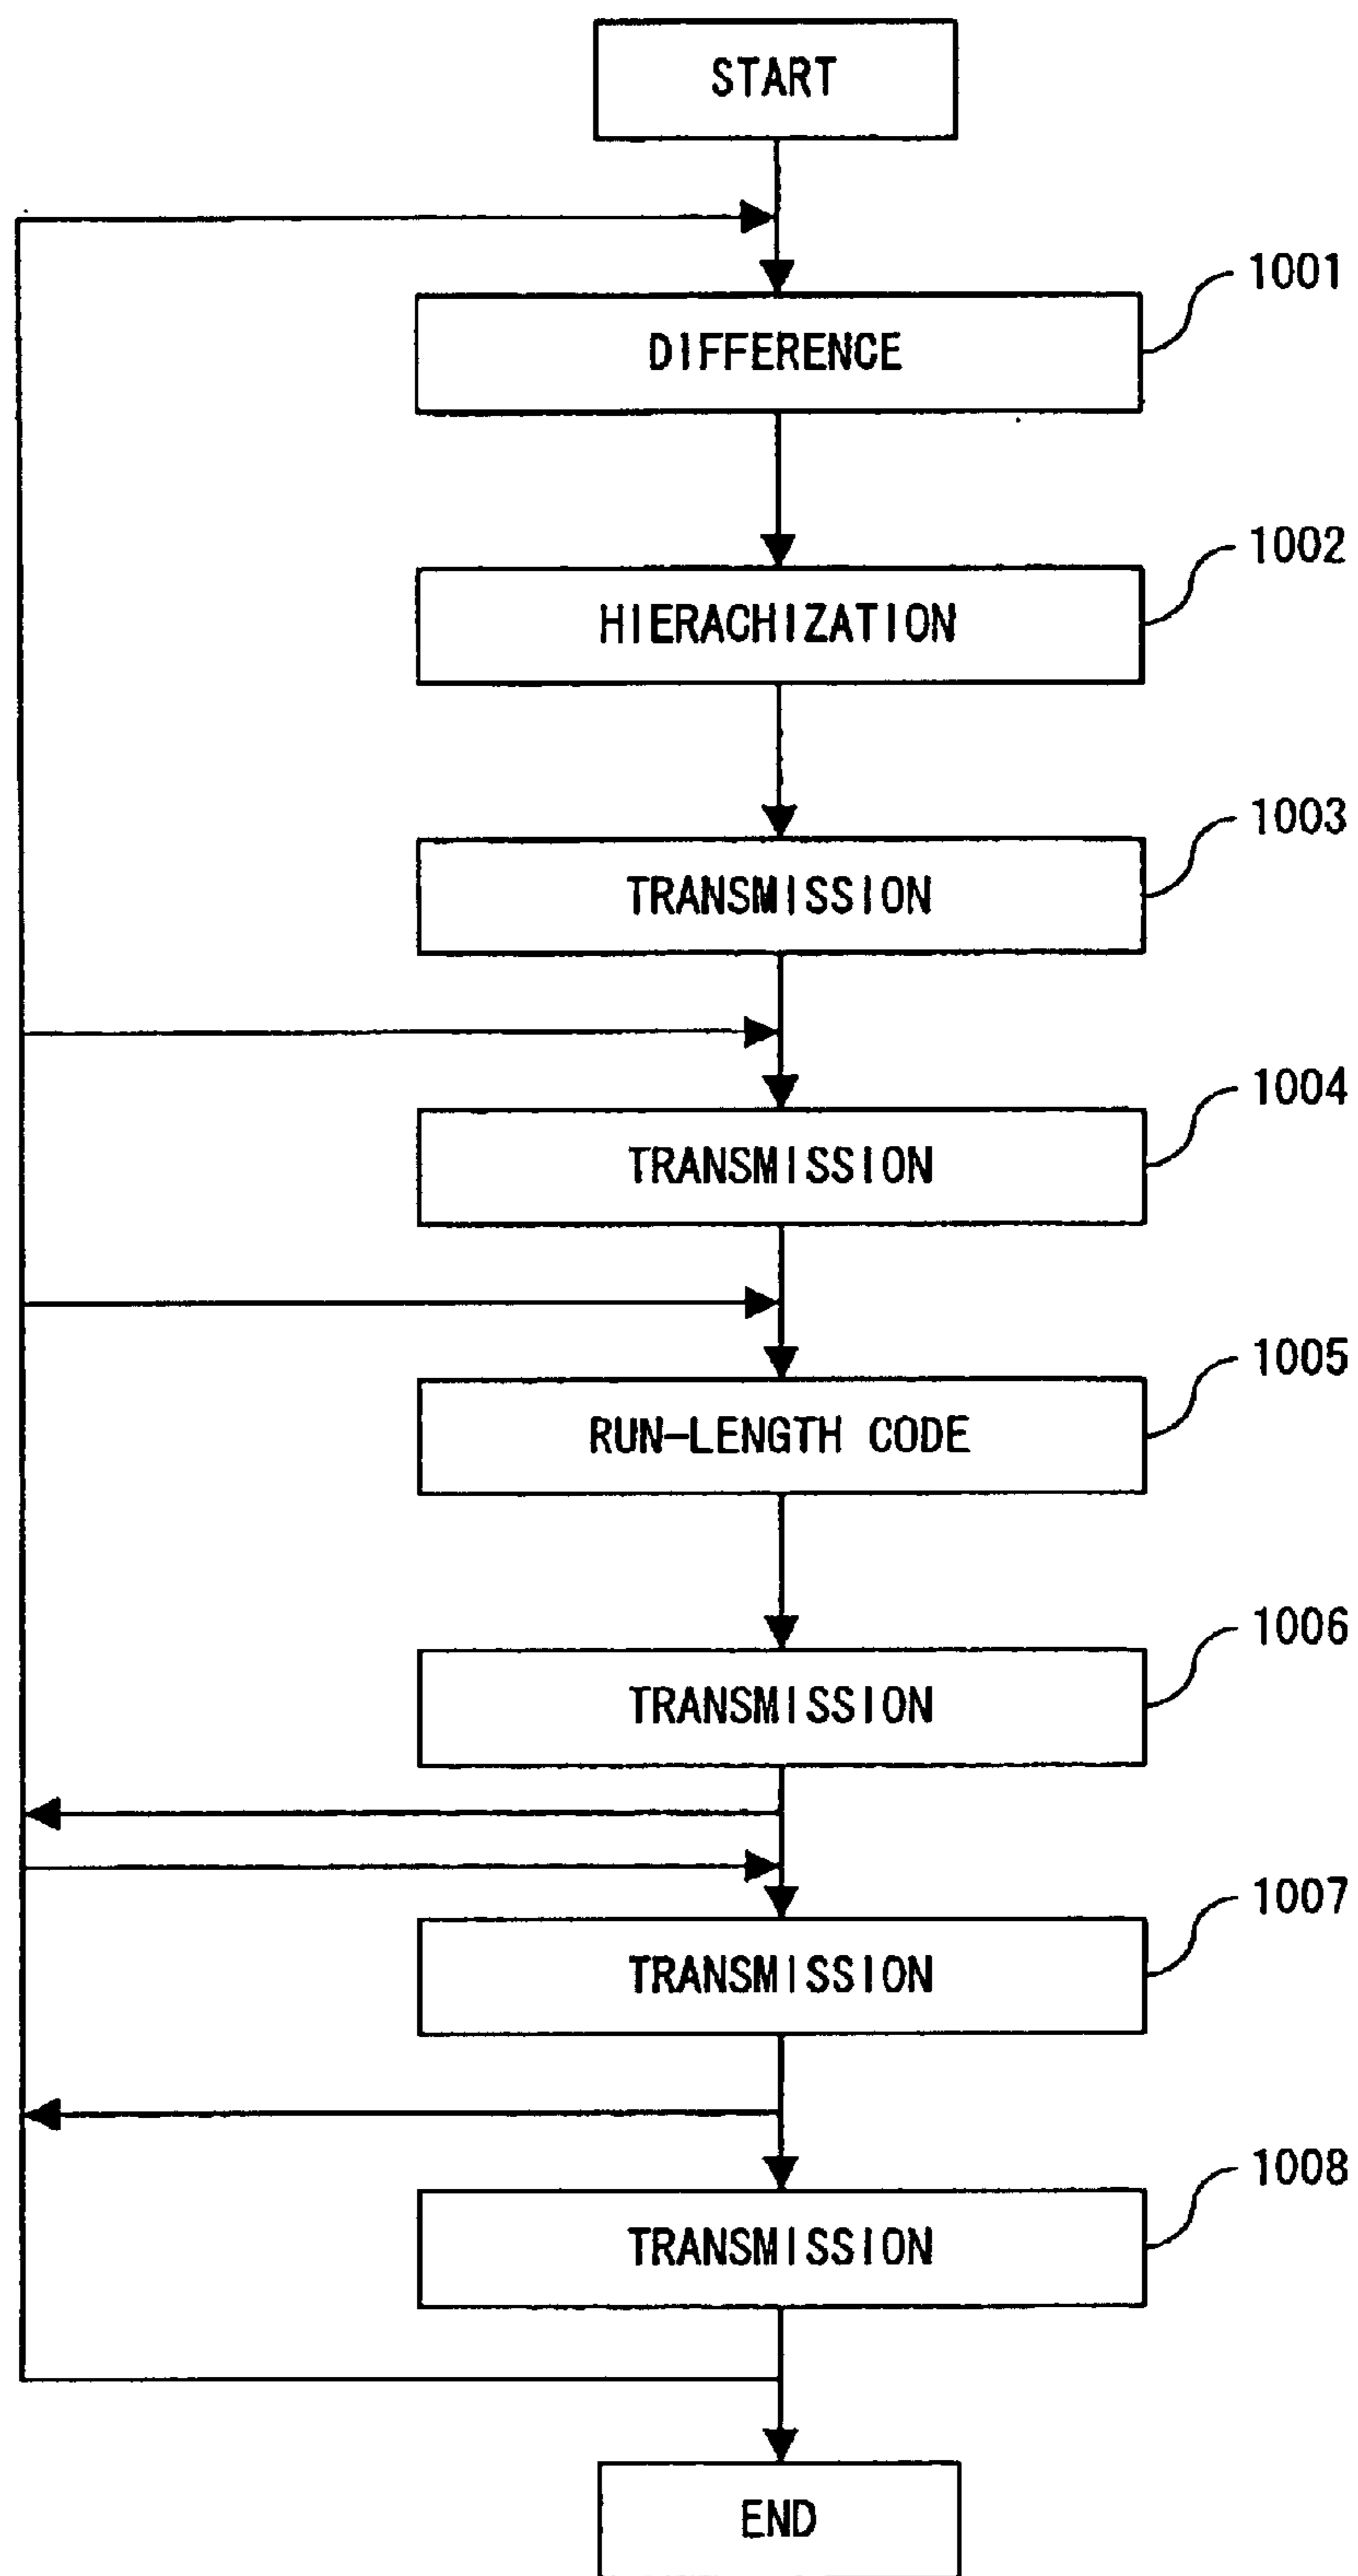 START
1001
DIFFERENCE
1002
HIERACHIZATION
1003
TRANSMISSION
1004
TRANSMISSION
1005
RUN-LENGTH CODE
1006
TRANSMISSION
1007
TRANSMISSION
1008
TRANSMISSION
END